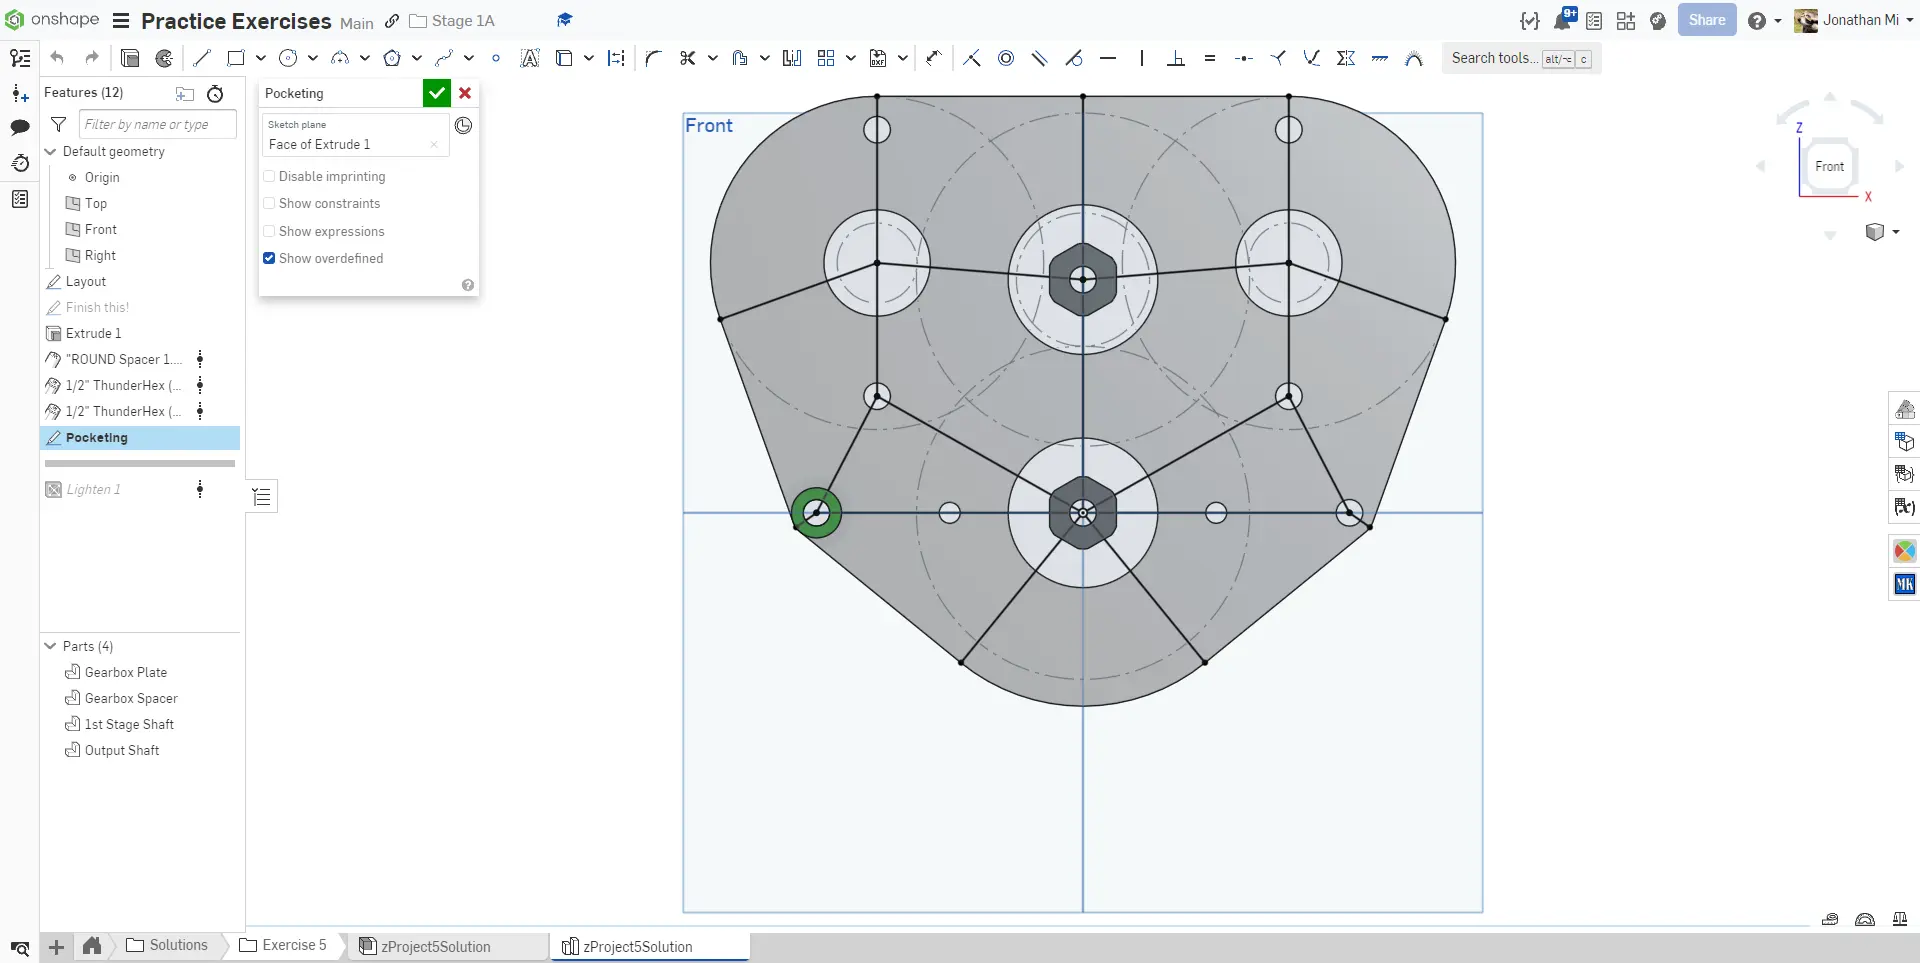 onshape Practice Exercises Main Stage 1A
9+ Share Jonathan Mi
DXF Search tools... alt/⌥ c
Features (12)
Filter by name or type
Default geometry
Origin
Top
Front
Right
Layout
Finish this!
Extrude 1
"ROUND Spacer 1....
1/2" ThunderHex (...
1/2" ThunderHex (...
Pocketing
Lighten 1
Parts (4)
Gearbox Plate
Gearbox Spacer
1st Stage Shaft
Output Shaft
Pocketing
Sketch plane
Face of Extrude 1
Disable imprinting
Show constraints
Show expressions
Show overdefined
Front
Z
Front
X
MK
Solutions Exercise 5 zProject5Solution zProject5Solution